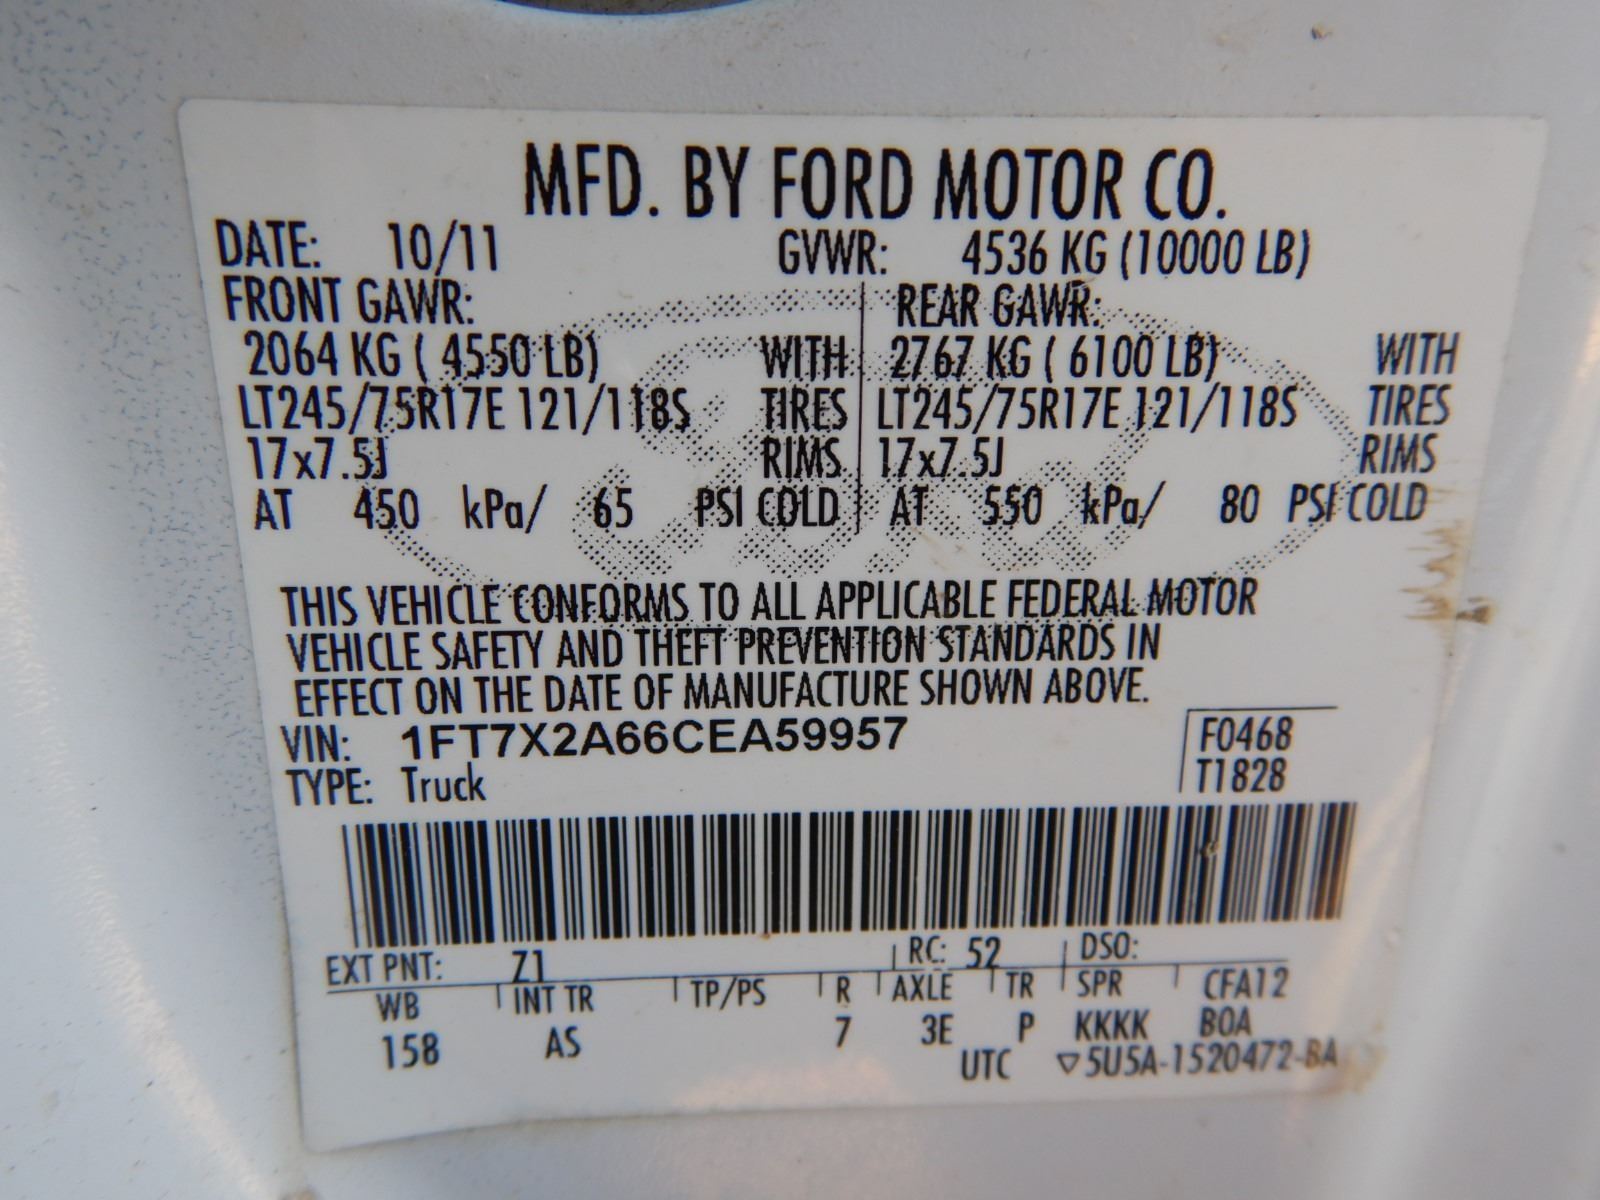 MFD. BY FORD MOTOR CO.
DATE: 10/11 GVWR: 4536 KG (10000 LB)
FRONT GAWR: REAR GAWR:
2064 KG ( 4550 LB) WITH 2767 KG ( 6100 LB) WITH
LT245/75R17E 121/118S TIRES LT245/75R17E 121/118S TIRES
17x7.5J RIMS 17x7.5J RIMS
AT 450 kPa/ 65 PSI COLD AT 550 kPa/ 80 PSI COLD
Ford
THIS VEHICLE CONFORMS TO ALL APPLICABLE FEDERAL MOTOR
VEHICLE SAFETY AND THEFT PREVENTION STANDARDS IN
EFFECT ON THE DATE OF MANUFACTURE SHOWN ABOVE.
VIN: 1FT7X2A66CEA59957 F0468
TYPE: Truck T1828
EXT PNT: Z1 RC: 52 DSO:
WB INT TR TP/PS R AXLE TR SPR CFA12
158 AS 7 3E P KKKK BOA
UTC ▽5U5A-1520472-BA